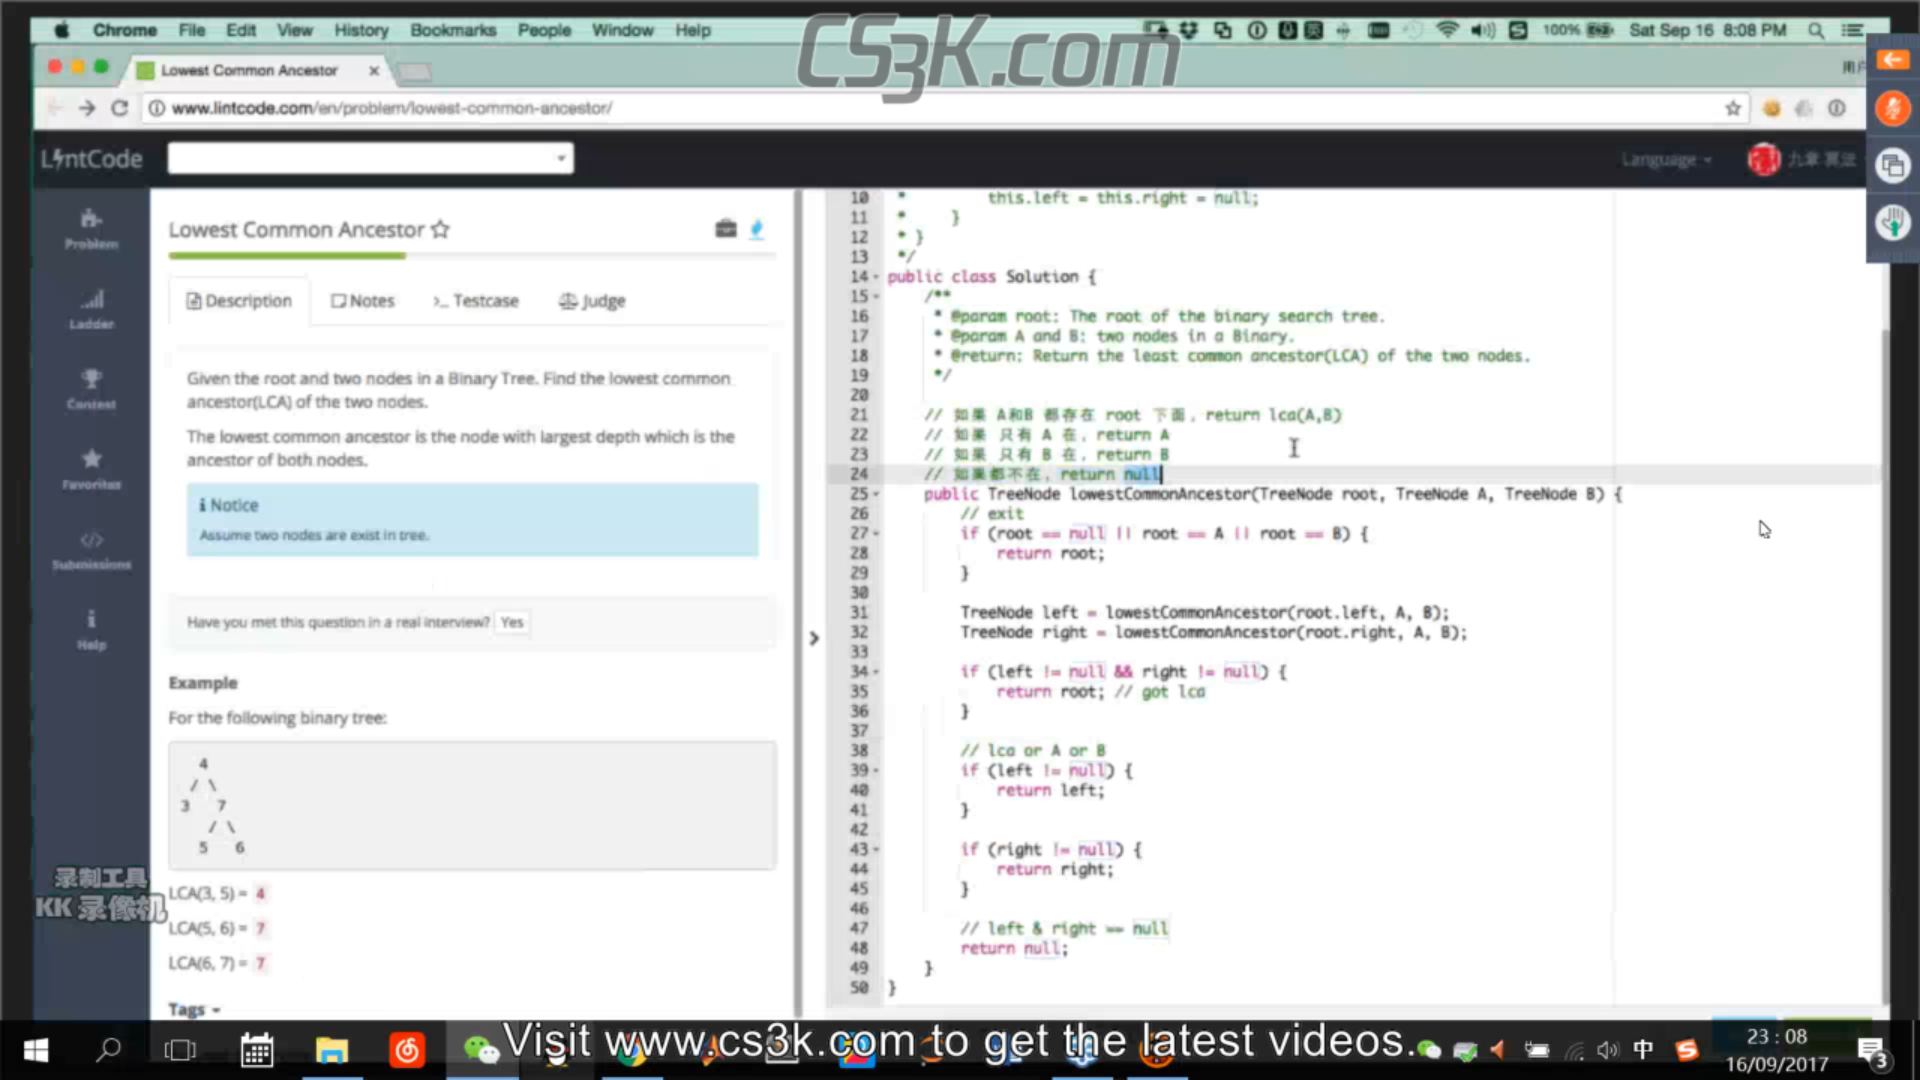 Chrome File Edit View History Bookmarks People Window Help
CS3K.com
100%
Sat Sep 16 8:08 PM
Lowest Common Ancestor
www.lintcode.com/en/problem/lowest-common-ancestor/
LintCode
Language
九章算法
Problem
Ladder
Contest
Favorites
Submissions
Help
Lowest Common Ancestor
Description
Notes
>_ Testcase
Judge
Given the root and two nodes in a Binary Tree. Find the lowest common
ancestor(LCA) of the two nodes.
The lowest common ancestor is the node with largest depth which is the
ancestor of both nodes.
Notice
Assume two nodes are exist in tree.
Have you met this question in a real interview? Yes
Example
For the following binary tree:
4
/ \
3 7
/ \
5 6
LCA(3, 5) = 4
LCA(5, 6) = 7
LCA(6, 7) = 7
Tags
10 * this.left = this.right = null;
11 * }
12 * }
13 */
14 public class Solution {
15 /**
16 * @param root: The root of the binary search tree.
17 * @param A and B: two nodes in a Binary.
18 * @return: Return the least common ancestor(LCA) of the two nodes.
19 */
20
21 // 如果 A和B 都存在 root 下面，return lca(A,B)
22 // 如果 只有 A 在，return A
23 // 如果 只有 B 在，return B
24 // 如果都不在，return null
25 public TreeNode lowestCommonAncestor(TreeNode root, TreeNode A, TreeNode B) {
26 // exit
27 if (root == null || root == A || root == B) {
28 return root;
29 }
30
31 TreeNode left = lowestCommonAncestor(root.left, A, B);
32 TreeNode right = lowestCommonAncestor(root.right, A, B);
33
34 if (left != null && right != null) {
35 return root; // got lca
36 }
37
38 // lca or A or B
39 if (left != null) {
40 return left;
41 }
42
43 if (right != null) {
44 return right;
45 }
46
47 // left & right == null
48 return null;
49 }
50 }
录制工具
KK 录像机
Visit www.cs3k.com to get the latest videos.
中
23:08
16/09/2017
3